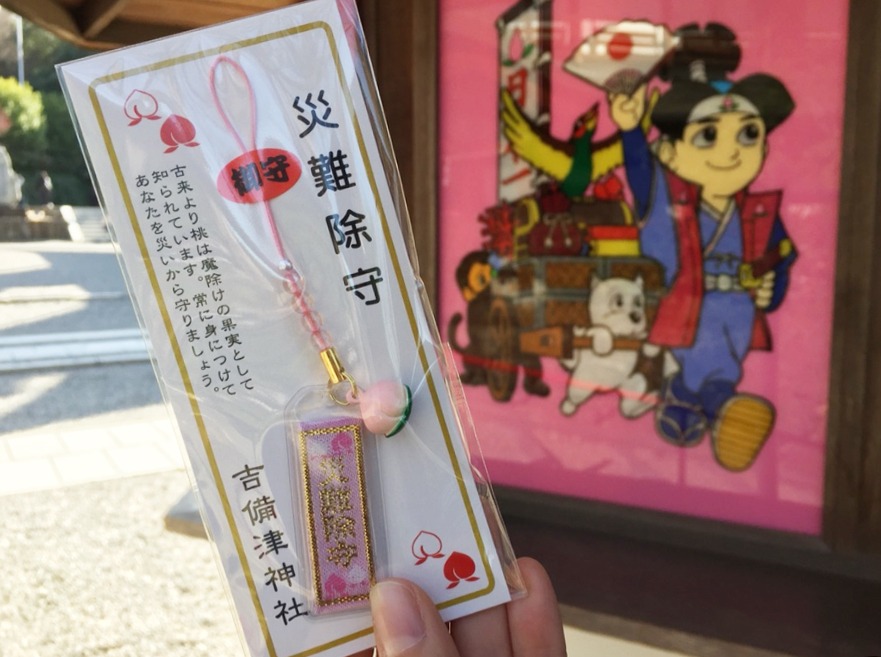 災難除守
御守
古来より桃は魔除けの果実として
知られています。常に身につけて
あなたを災いから守りましょう。
災難除守
吉備津神社